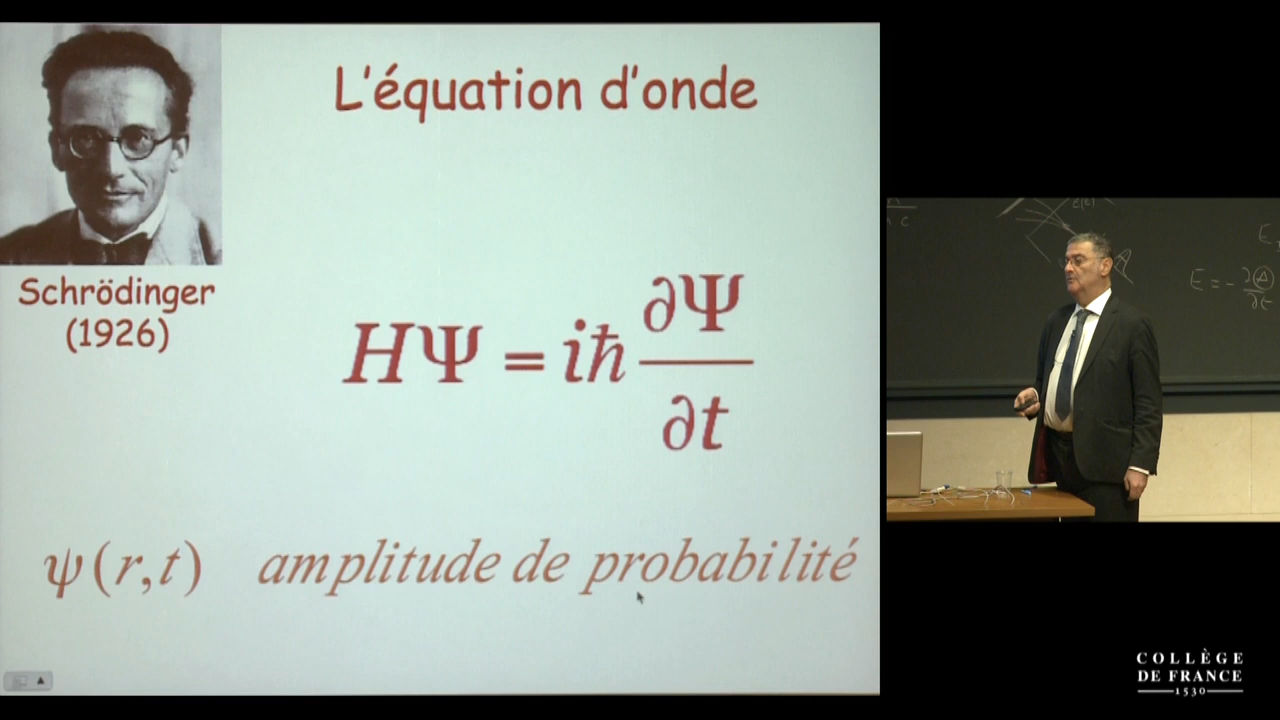 L'équation d'onde
Schrödinger
(1926)
HΨ = iħ ∂Ψ/∂t
ψ(r,t) amplitude de probabilité
E = -
COLLÈGE
DE FRANCE
1530